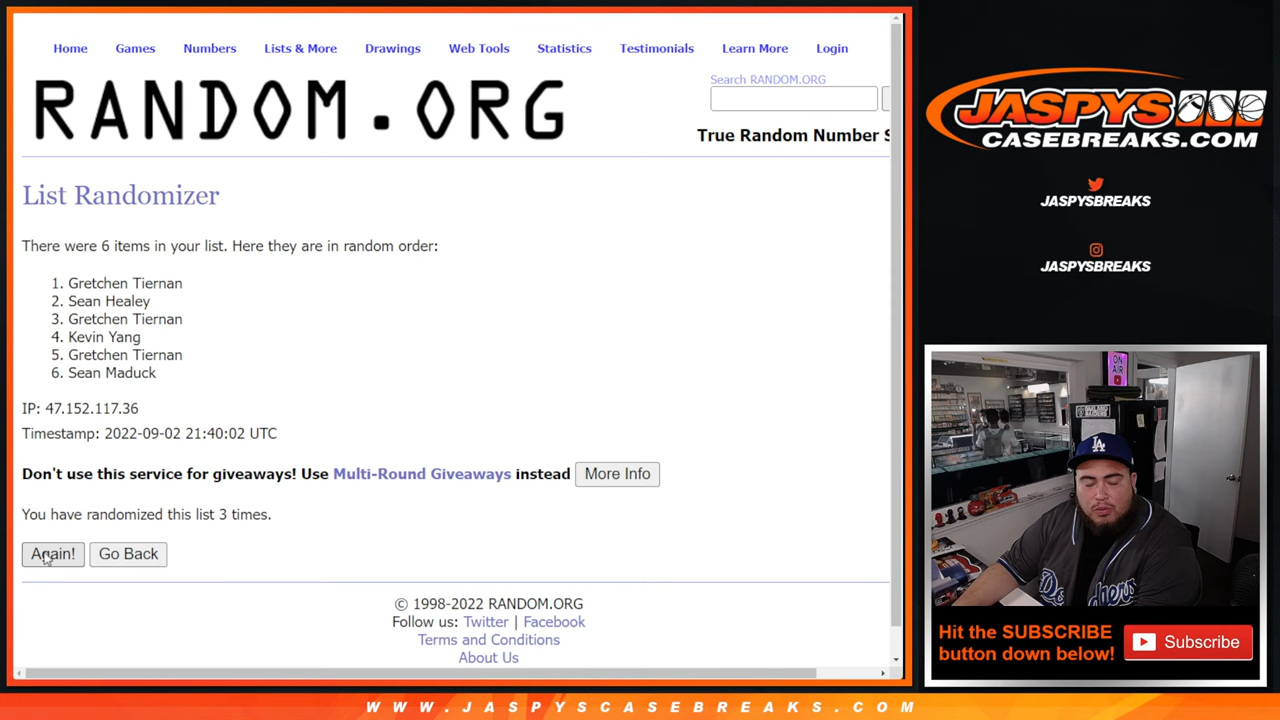 Home Games Numbers Lists & More Drawings Web Tools Statistics Testimonials Learn More Login
RANDOM.ORG
Search RANDOM.ORG
True Random Number S
List Randomizer
There were 6 items in your list. Here they are in random order:
1. Gretchen Tiernan
2. Sean Healey
3. Gretchen Tiernan
4. Kevin Yang
5. Gretchen Tiernan
6. Sean Maduck
IP: 47.152.117.36
Timestamp: 2022-09-02 21:40:02 UTC
Don't use this service for giveaways! Use Multi-Round Giveaways instead More Info
You have randomized this list 3 times.
Again! Go Back
© 1998-2022 RANDOM.ORG
Follow us: Twitter | Facebook
Terms and Conditions
About Us
JASPYS
CASEBREAKS.COM
JASPYSBREAKS
JASPYSBREAKS
ON
AIR
LA
Dodgers
Hit the SUBSCRIBE
button down below!
Subscribe
WWW.JASPYSCASEBREAKS.COM